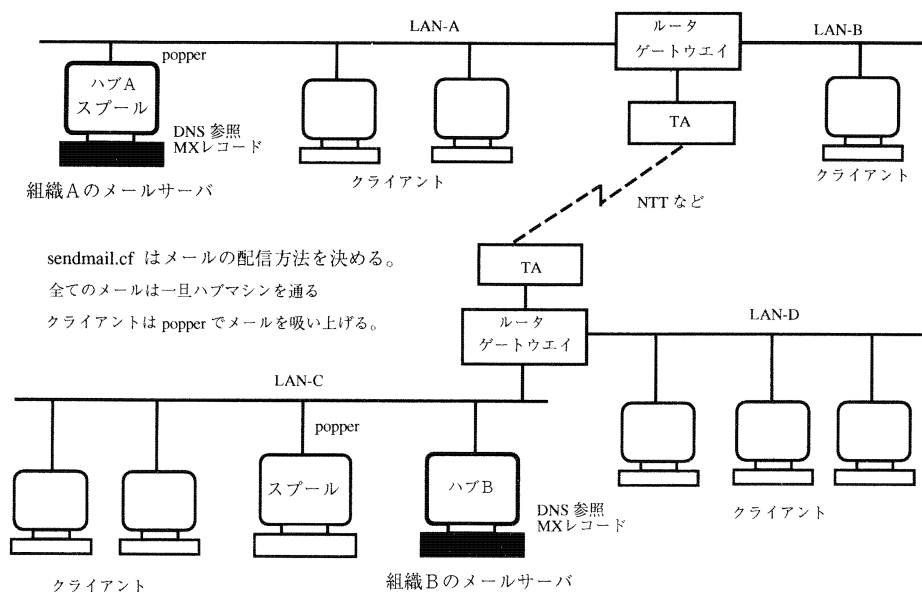 LAN-A
ルータ
ゲートウエイ
LAN-B
popper
ハブA
スプール
DNS 参照
MXレコード
TA
クライアント
クライアント
組織Aのメールサーバ
NTT など
sendmail.cf はメールの配信方法を決める。
全てのメールは一旦ハブマシンを通る
クライアントは popper でメールを吸い上げる。
TA
ルータ
ゲートウエイ
LAN-D
LAN-C
popper
スプール
ハブB
DNS 参照
MXレコード
クライアント
クライアント
組織Bのメールサーバ